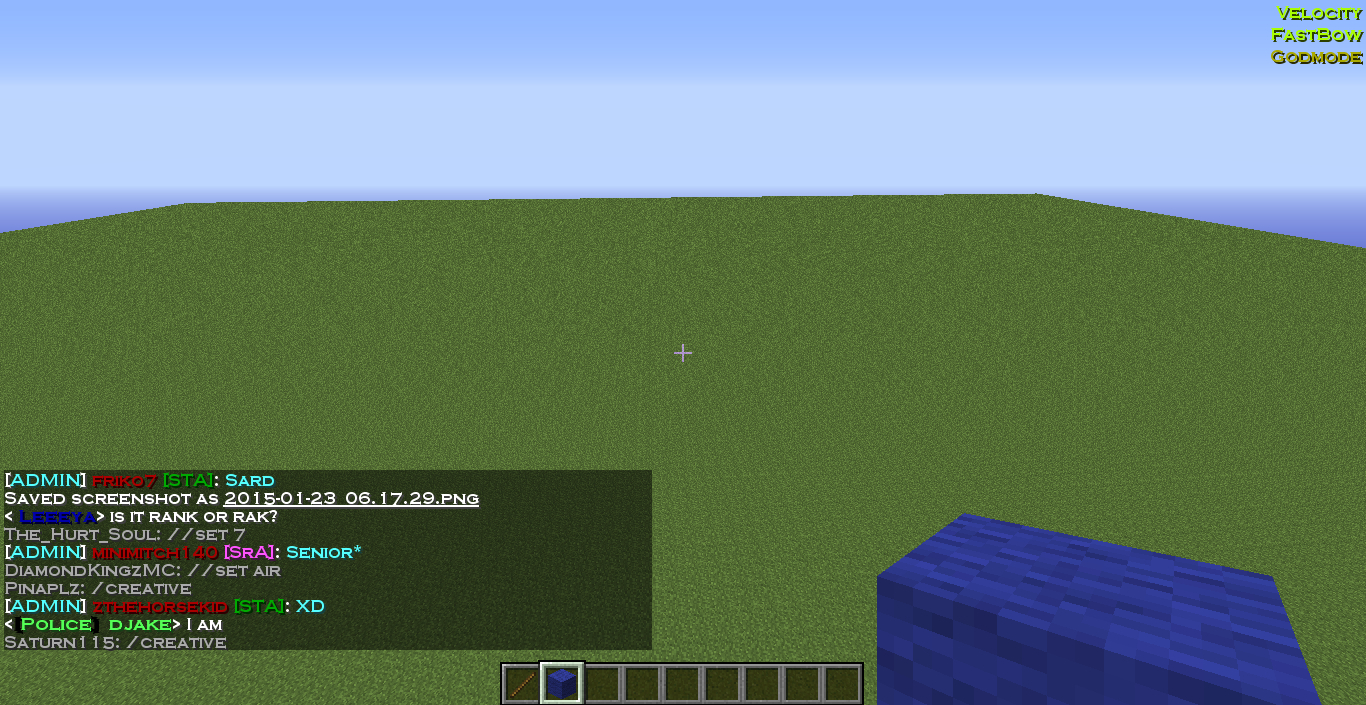 Velocity
FastBow
Godmode
[ADMIN] friko7 [STA]: Sard
Saved screenshot as 2015-01-23_06.17.29.png
< Leeeya> is it rank or rak?
The_Hurt_Soul: //set 7
[ADMIN] minimitch140 [SrA]: Senior*
DiamondKingzMC: //set air
Pinaplz: /creative
[ADMIN] zthehorsekid [STA]: XD
< [Police] djake> I am
Saturn115: /creative